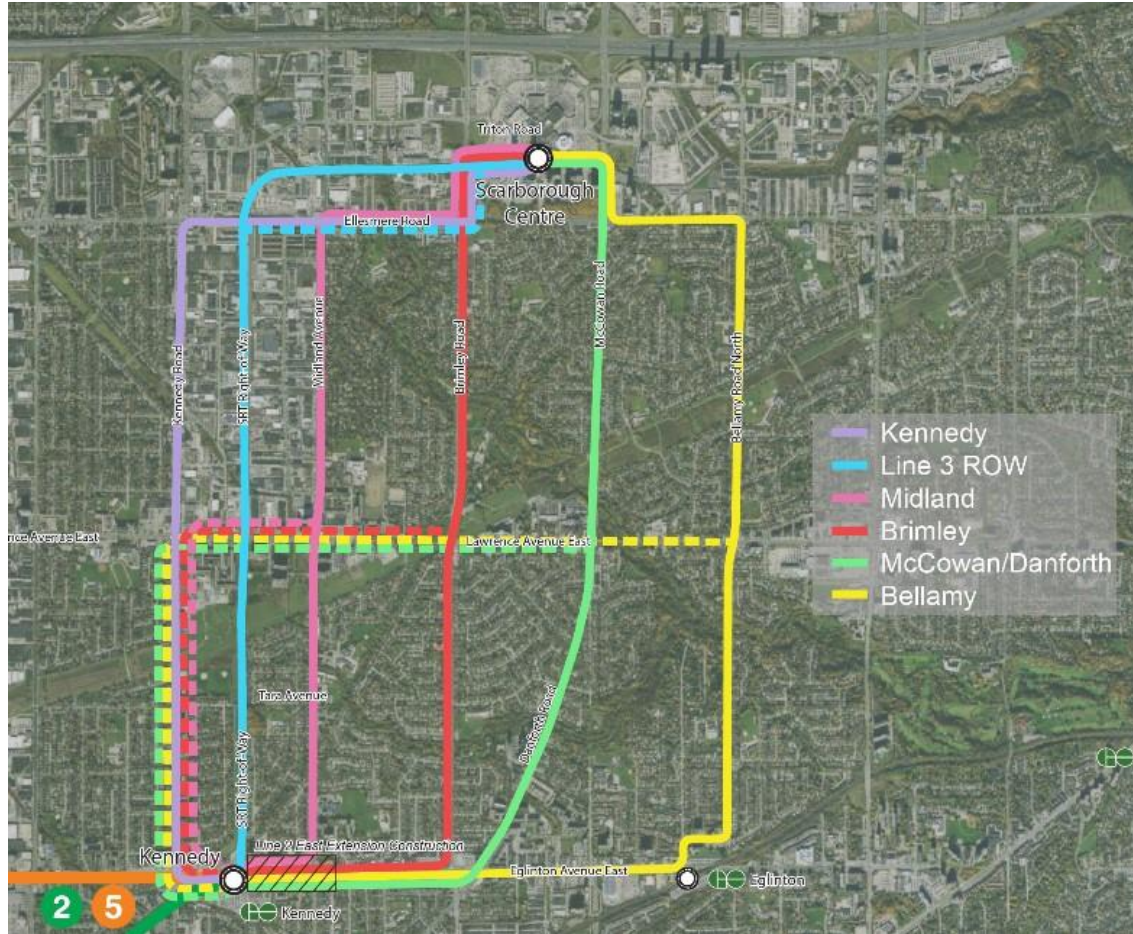 Triton Road
Scarborough
Centre
Ellesmere Road
Kennedy Road
SRT Right-of-Way
Midland Avenue
Brimley Road
McCowan Road
Bellamy Road North
Kennedy
Line 3 ROW
Midland
Brimley
McCowan/Danforth
Bellamy
nce Avenue East
Lawrence Avenue East
Tara Avenue
Danforth Road
SRT Right-of-Way
Line 2 East Extension Construction
Kennedy
Eglinton Avenue East
Eglinton
2 5
Kennedy